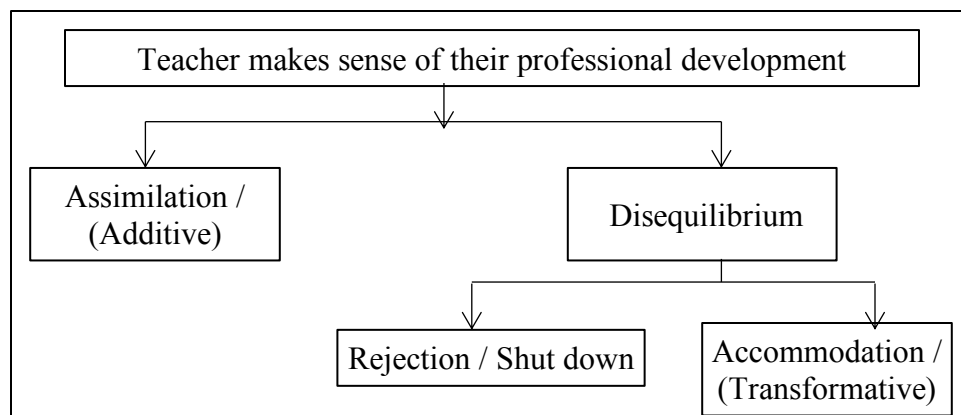 Teacher makes sense of their professional development
Assimilation /
(Additive)
Disequilibrium
Rejection / Shut down
Accommodation /
(Transformative)